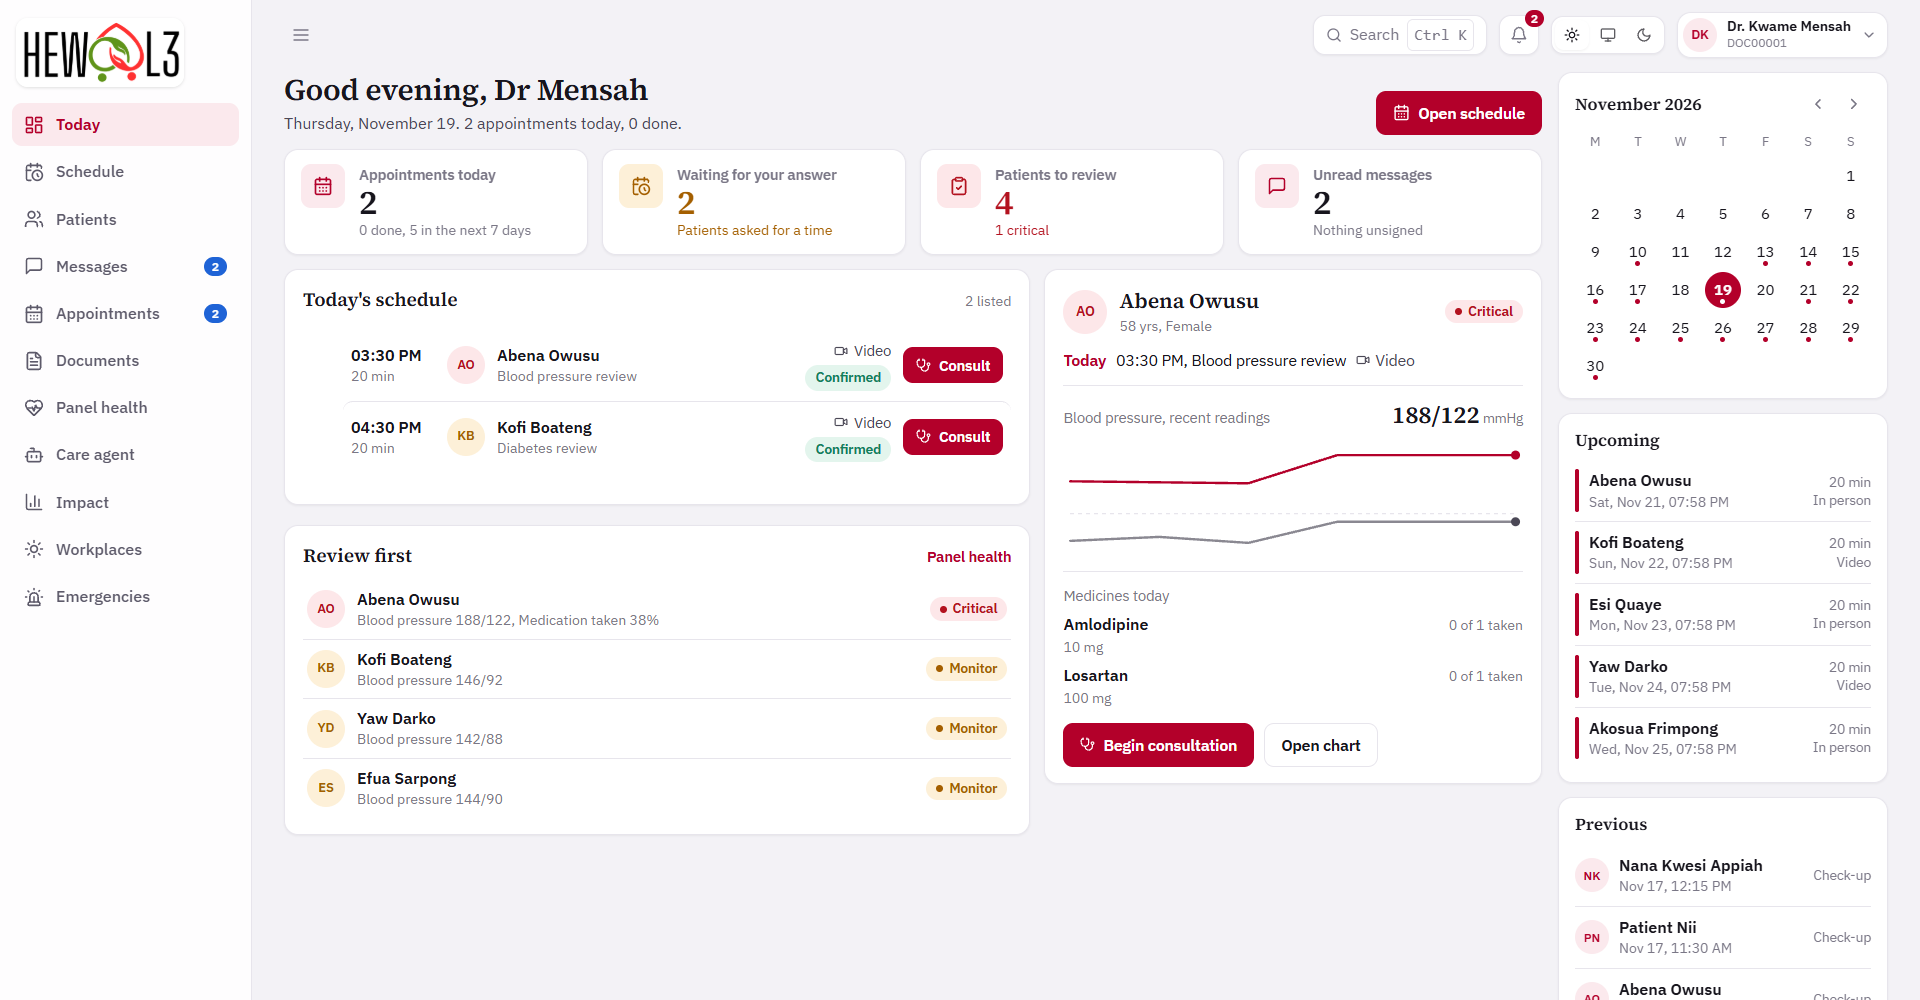 HEWAL3
Today
Schedule
Patients
Messages 2
Appointments 2
Documents
Panel health
Care agent
Impact
Workplaces
Emergencies
Search Ctrl K
2
DK
Dr. Kwame Mensah
DOC00001
Good evening, Dr Mensah
Thursday, November 19. 2 appointments today, 0 done.
Open schedule
Appointments today
2
0 done, 5 in the next 7 days
Waiting for your answer
2
Patients asked for a time
Patients to review
4
1 critical
Unread messages
2
Nothing unsigned
Today's schedule
2 listed
03:30 PM
20 min
AO
Abena Owusu
Blood pressure review
Video
Confirmed
Consult
04:30 PM
20 min
KB
Kofi Boateng
Diabetes review
Video
Confirmed
Consult
Review first
Panel health
AO
Abena Owusu
Blood pressure 188/122, Medication taken 38%
Critical
KB
Kofi Boateng
Blood pressure 146/92
Monitor
YD
Yaw Darko
Blood pressure 142/88
Monitor
ES
Efua Sarpong
Blood pressure 144/90
Monitor
AO
Abena Owusu
58 yrs, Female
Critical
Today 03:30 PM, Blood pressure review Video
Blood pressure, recent readings
188/122 mmHg
Medicines today
Amlodipine
10 mg
0 of 1 taken
Losartan
100 mg
0 of 1 taken
Begin consultation
Open chart
November 2026
M T W T F S S
1
2 3 4 5 6 7 8
9 10 11 12 13 14 15
16 17 18 19 20 21 22
23 24 25 26 27 28 29
30
Upcoming
Abena Owusu
Sat, Nov 21, 07:58 PM
20 min
In person
Kofi Boateng
Sun, Nov 22, 07:58 PM
20 min
Video
Esi Quaye
Mon, Nov 23, 07:58 PM
20 min
In person
Yaw Darko
Tue, Nov 24, 07:58 PM
20 min
Video
Akosua Frimpong
Wed, Nov 25, 07:58 PM
20 min
In person
Previous
NK
Nana Kwesi Appiah
Nov 17, 12:15 PM
Check-up
PN
Patient Nii
Nov 17, 11:30 AM
Check-up
AO
Abena Owusu
Check-up